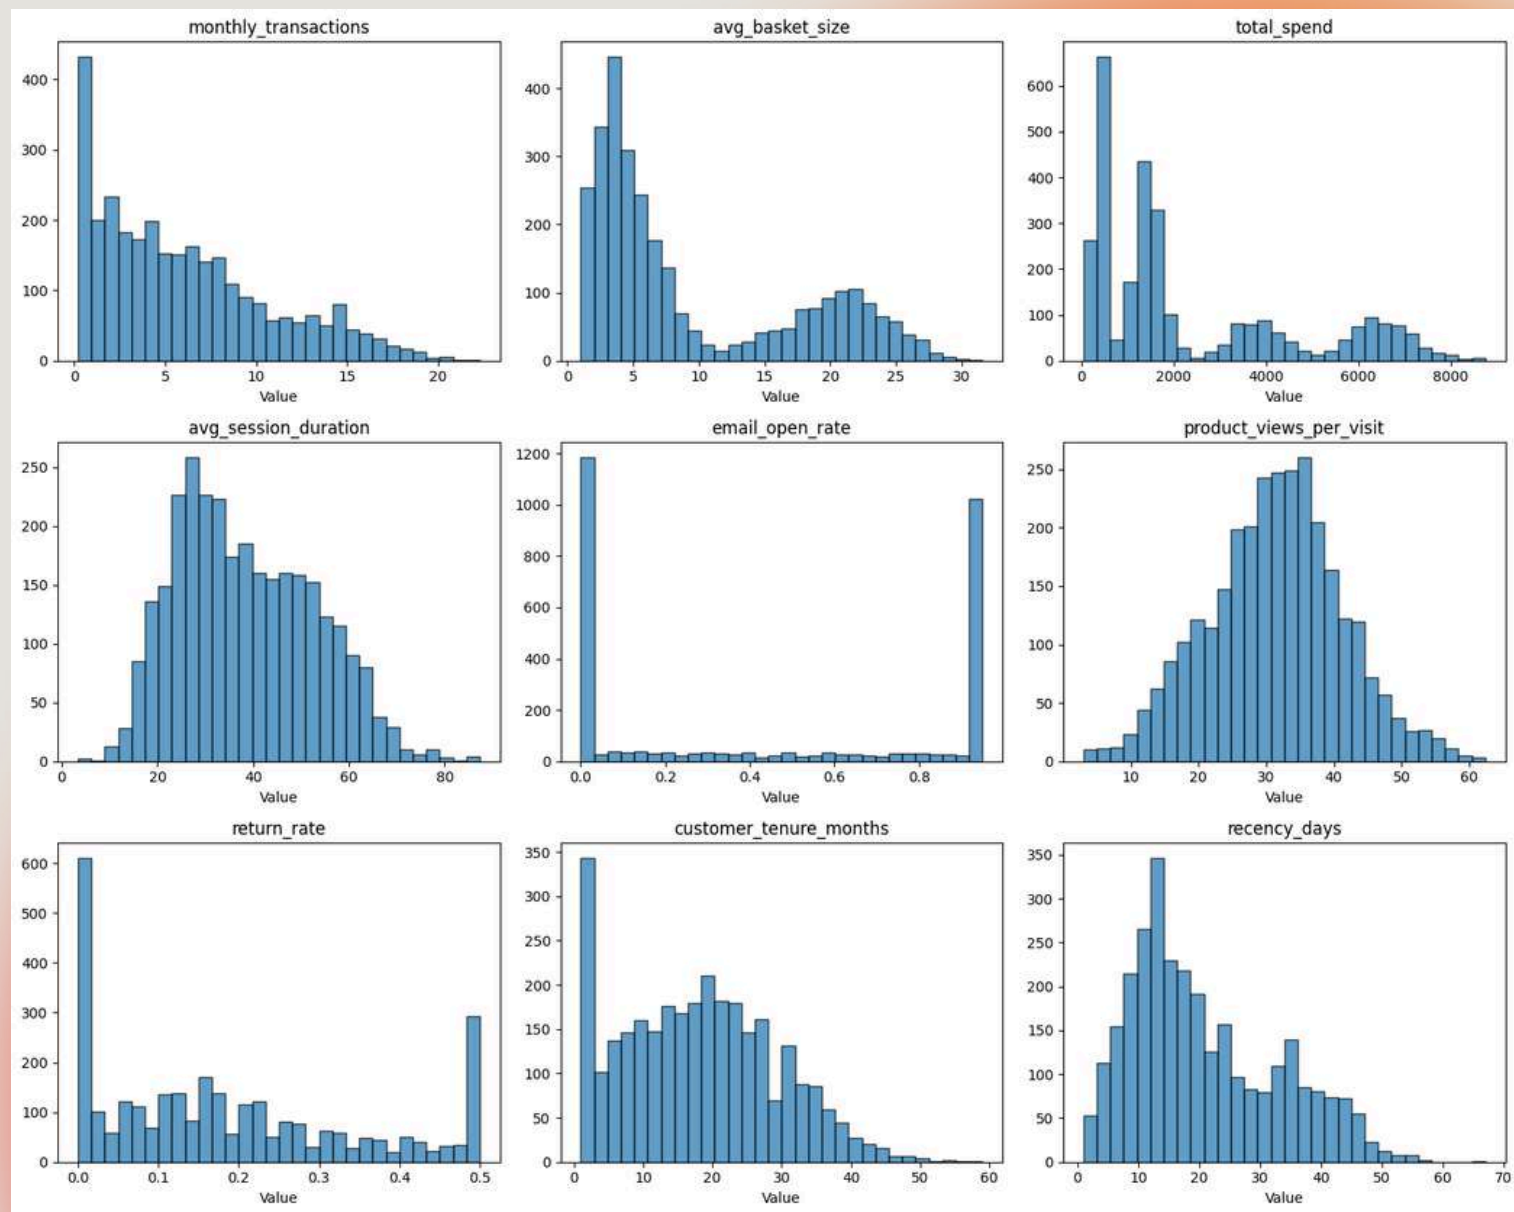 monthly_transactions
400
300
200
100
0
0 5 10 15 20
Value
avg_basket_size
400
300
200
100
0
0 5 10 15 20 25 30
Value
total_spend
600
500
400
300
200
100
0
0 2000 4000 6000 8000
Value
avg_session_duration
250
200
150
100
50
0
0 20 40 60 80
Value
email_open_rate
1200
1000
800
600
400
200
0
0.0 0.2 0.4 0.6 0.8
Value
product_views_per_visit
250
200
150
100
50
0
10 20 30 40 50 60
Value
return_rate
600
500
400
300
200
100
0
0.0 0.1 0.2 0.3 0.4 0.5
Value
customer_tenure_months
350
300
250
200
150
100
50
0
0 10 20 30 40 50 60
Value
recency_days
350
300
250
200
150
100
50
0
0 10 20 30 40 50 60 70
Value